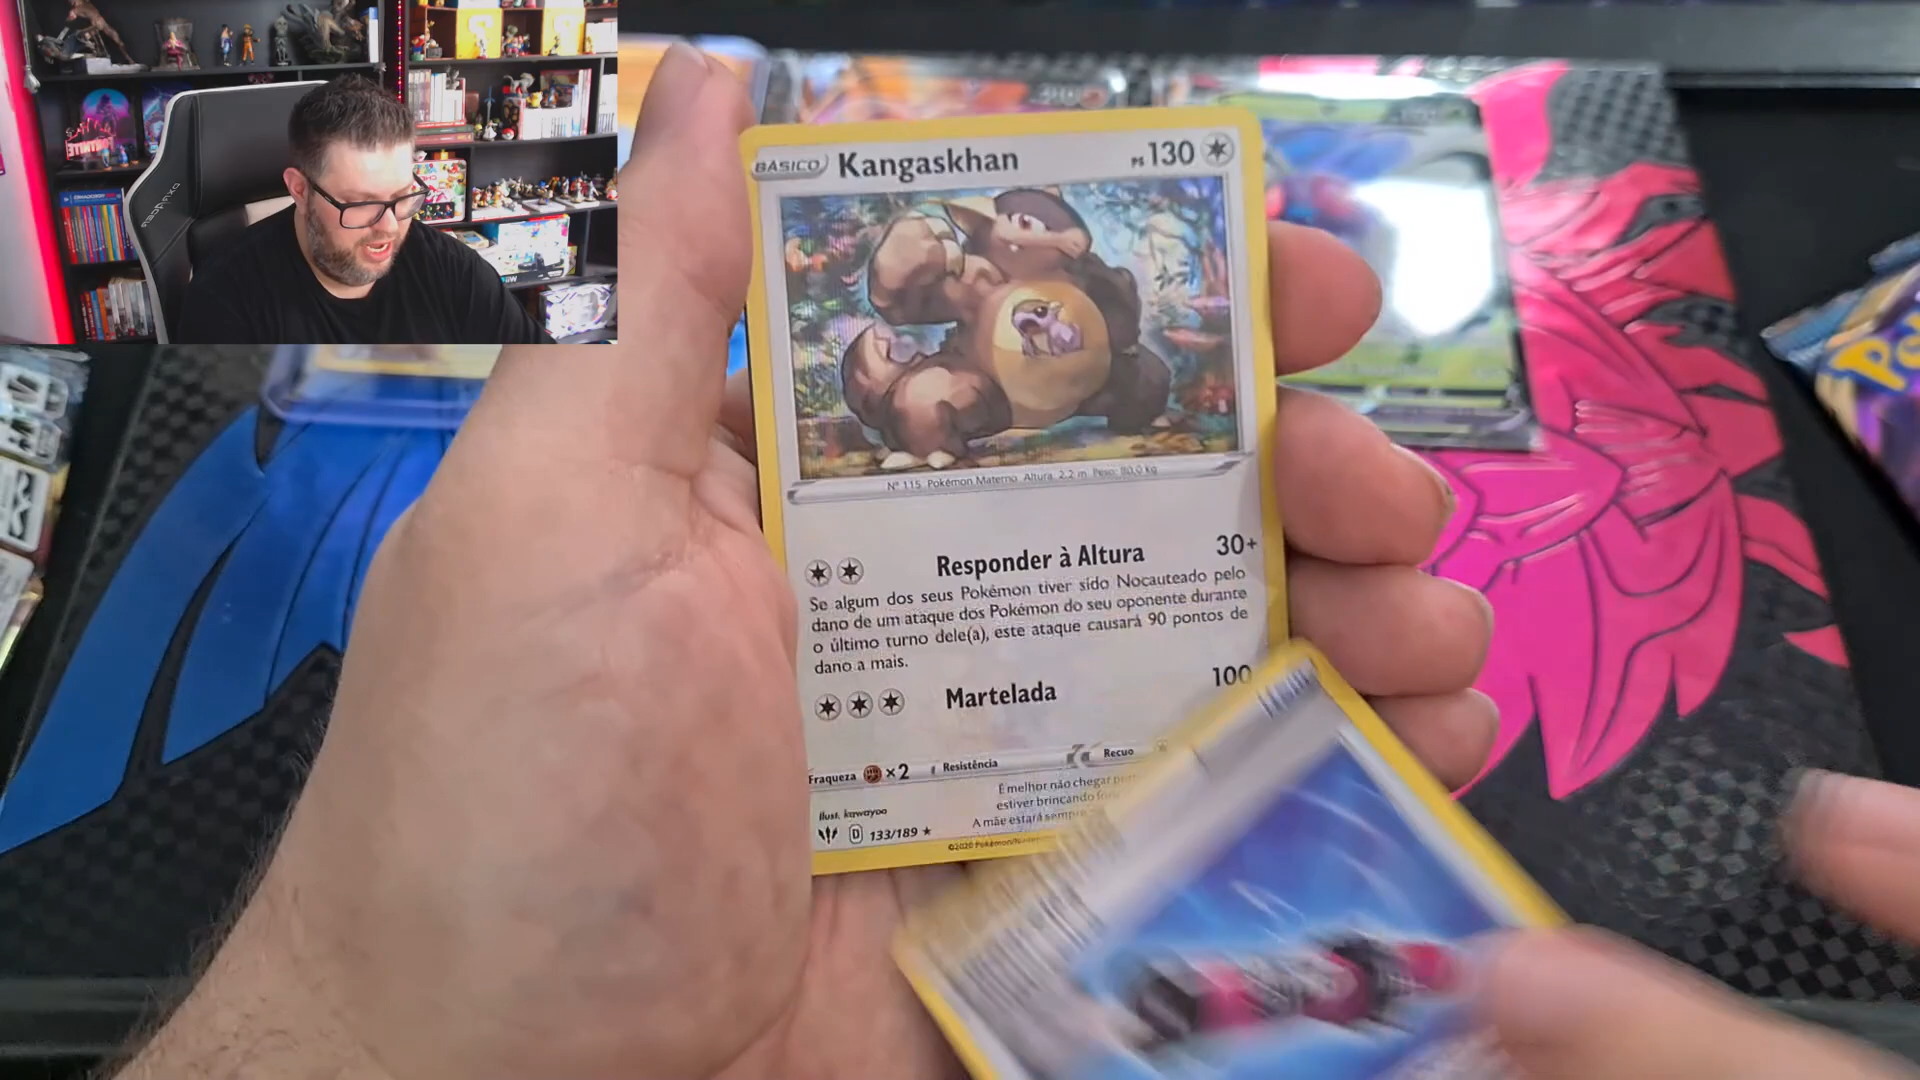 BÁSICO Kangaskhan PS 130
Nº 115 Pokémon Materno Altura 2,2 m Peso: 80,0 kg
Responder à Altura 30+
Se algum dos seus Pokémon tiver sido Nocauteado pelo
dano de um ataque dos Pokémon do seu oponente durante
o último turno dele(a), este ataque causará 90 pontos de
dano a mais.
Martelada 100
Fraqueza ×2 Resistência Recuo
É melhor não chegar
estiver brincando
A mãe estará sempre
Ilust. kawayoo
D 133/189
©2020 Pokémon